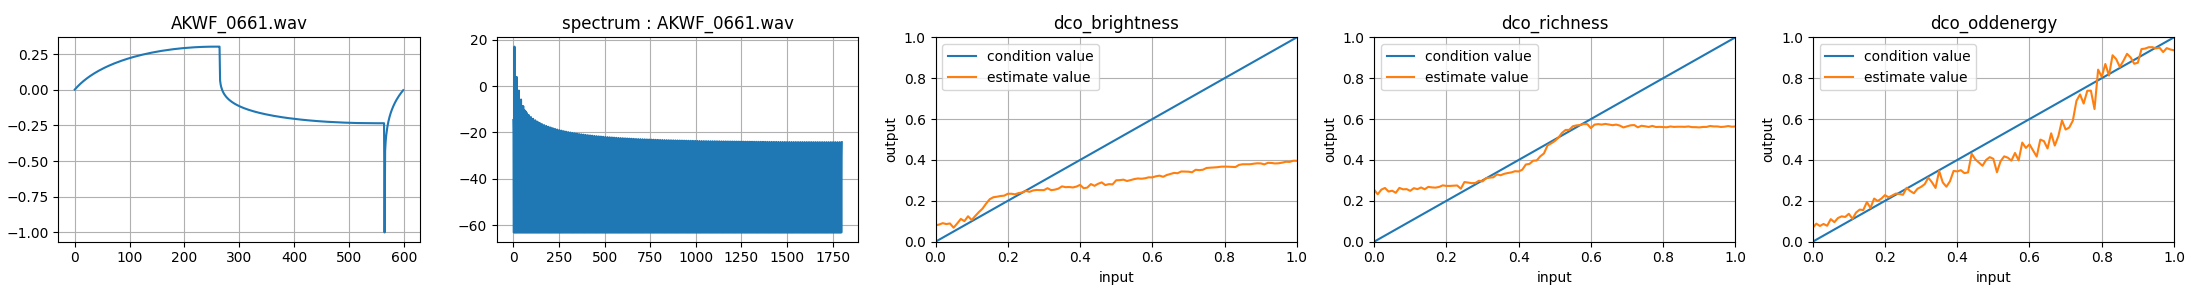 AKWF_0661.wav
0.25
0.00
−0.25
−0.50
−0.75
−1.00
0 100 200 300 400 500 600
spectrum : AKWF_0661.wav
20
0
−20
−40
−60
0 250 500 750 1000 1250 1500 1750
dco_brightness
condition value
estimate value
output
1.0
0.8
0.6
0.4
0.2
0.0
0.0 0.2 0.4 0.6 0.8 1.0
input
dco_richness
condition value
estimate value
output
1.0
0.8
0.6
0.4
0.2
0.0
0.0 0.2 0.4 0.6 0.8 1.0
input
dco_oddenergy
condition value
estimate value
output
1.0
0.8
0.6
0.4
0.2
0.0
0.0 0.2 0.4 0.6 0.8 1.0
input